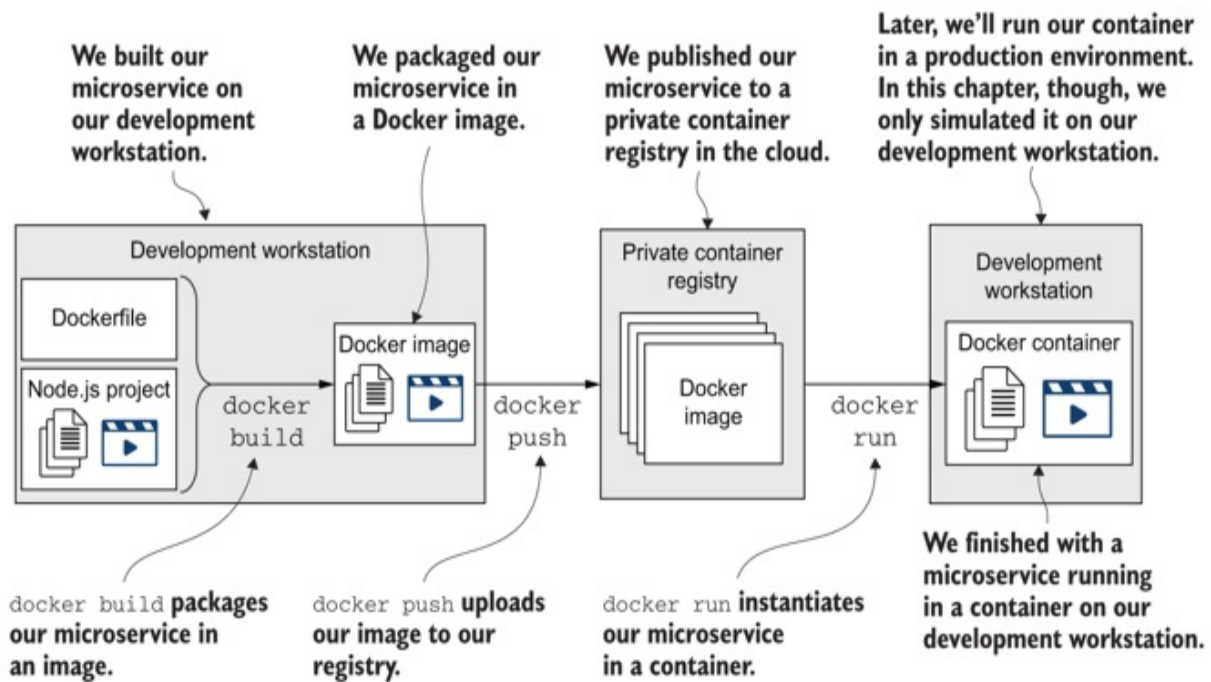 We built our
microservice on
our development
workstation.
We packaged our
microservice in
a Docker image.
We published our
microservice to a
private container
registry in the cloud.
Later, we’ll run our container
in a production environment.
In this chapter, though, we
only simulated it on our
development workstation.
Development workstation
Dockerfile
Node.js project
docker
build
Docker image
docker
push
Private container
registry
Docker
image
docker
run
Development
workstation
Docker container
docker build packages
our microservice in
an image.
docker push uploads
our image to our
registry.
docker run instantiates
our microservice
in a container.
We finished with a
microservice running
in a container on our
development workstation.